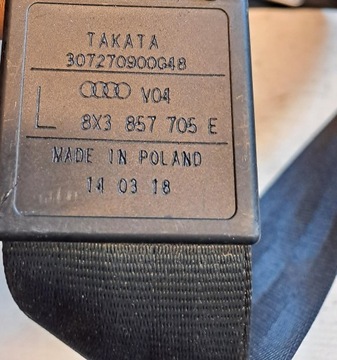 TAKATA
307270900G48
V04
L 8X3 857 705 E
MADE IN POLAND
14 03 18